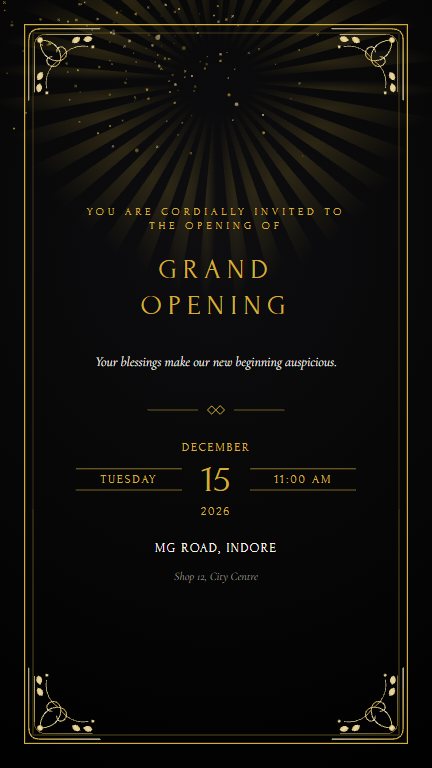 YOU ARE CORDIALLY INVITED TO
THE OPENING OF
GRAND
OPENING
Your blessings make our new beginning auspicious.
DECEMBER
TUESDAY 15 11:00 AM
2026
MG ROAD, INDORE
Shop 12, City Centre